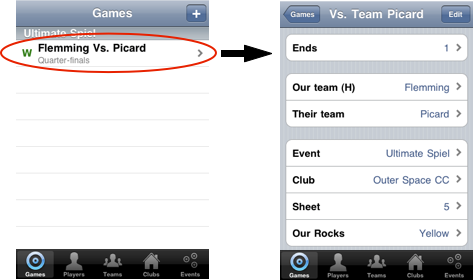 Games
+
Ultimate Spiel
W Flemming Vs. Picard
Quarter-finals
Games Players Teams Clubs Events
Games Vs. Team Picard Edit
Ends 1
Our team (H) Flemming
Their team Picard
Event Ultimate Spiel
Club Outer Space CC
Sheet 5
Our Rocks Yellow
Games Players Teams Clubs Events